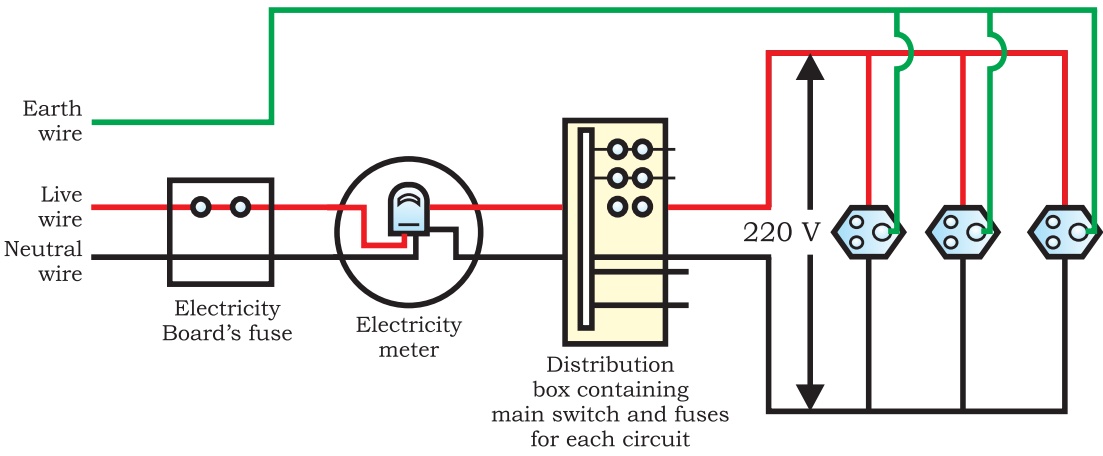 Earth
wire
Live
wire
Neutral
wire
Electricity
Board's fuse
Electricity
meter
Distribution
box containing
main switch and fuses
for each circuit
220 V